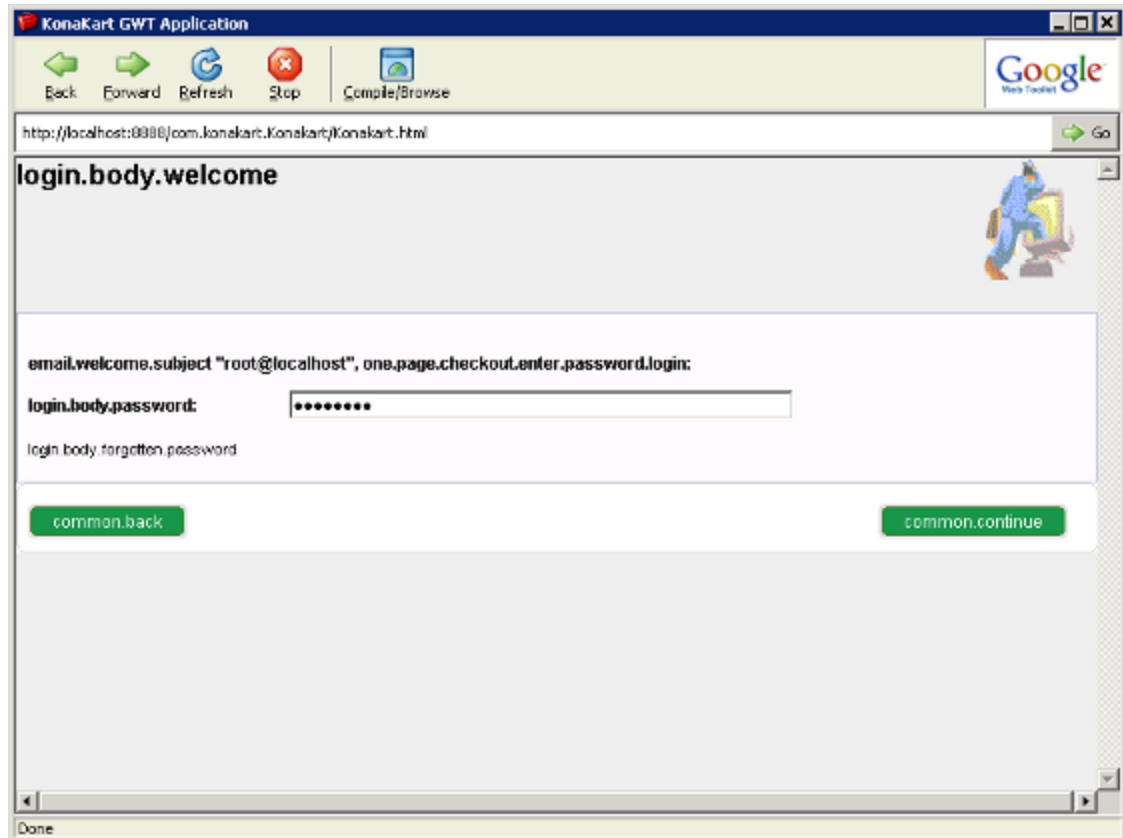 KonaKart GWT Application
Back Forward Refresh Stop Compile/Browse
Google
Web Toolkit
http://localhost:8888/com.konakart.Konakart/Konakart.html
Go
login.body.welcome
email.welcome.subject "root@localhost", one.page.checkout.enter.password.login:
login.body.password: ••••••••
login.body.forgotten.password
common.back common.continue
Done